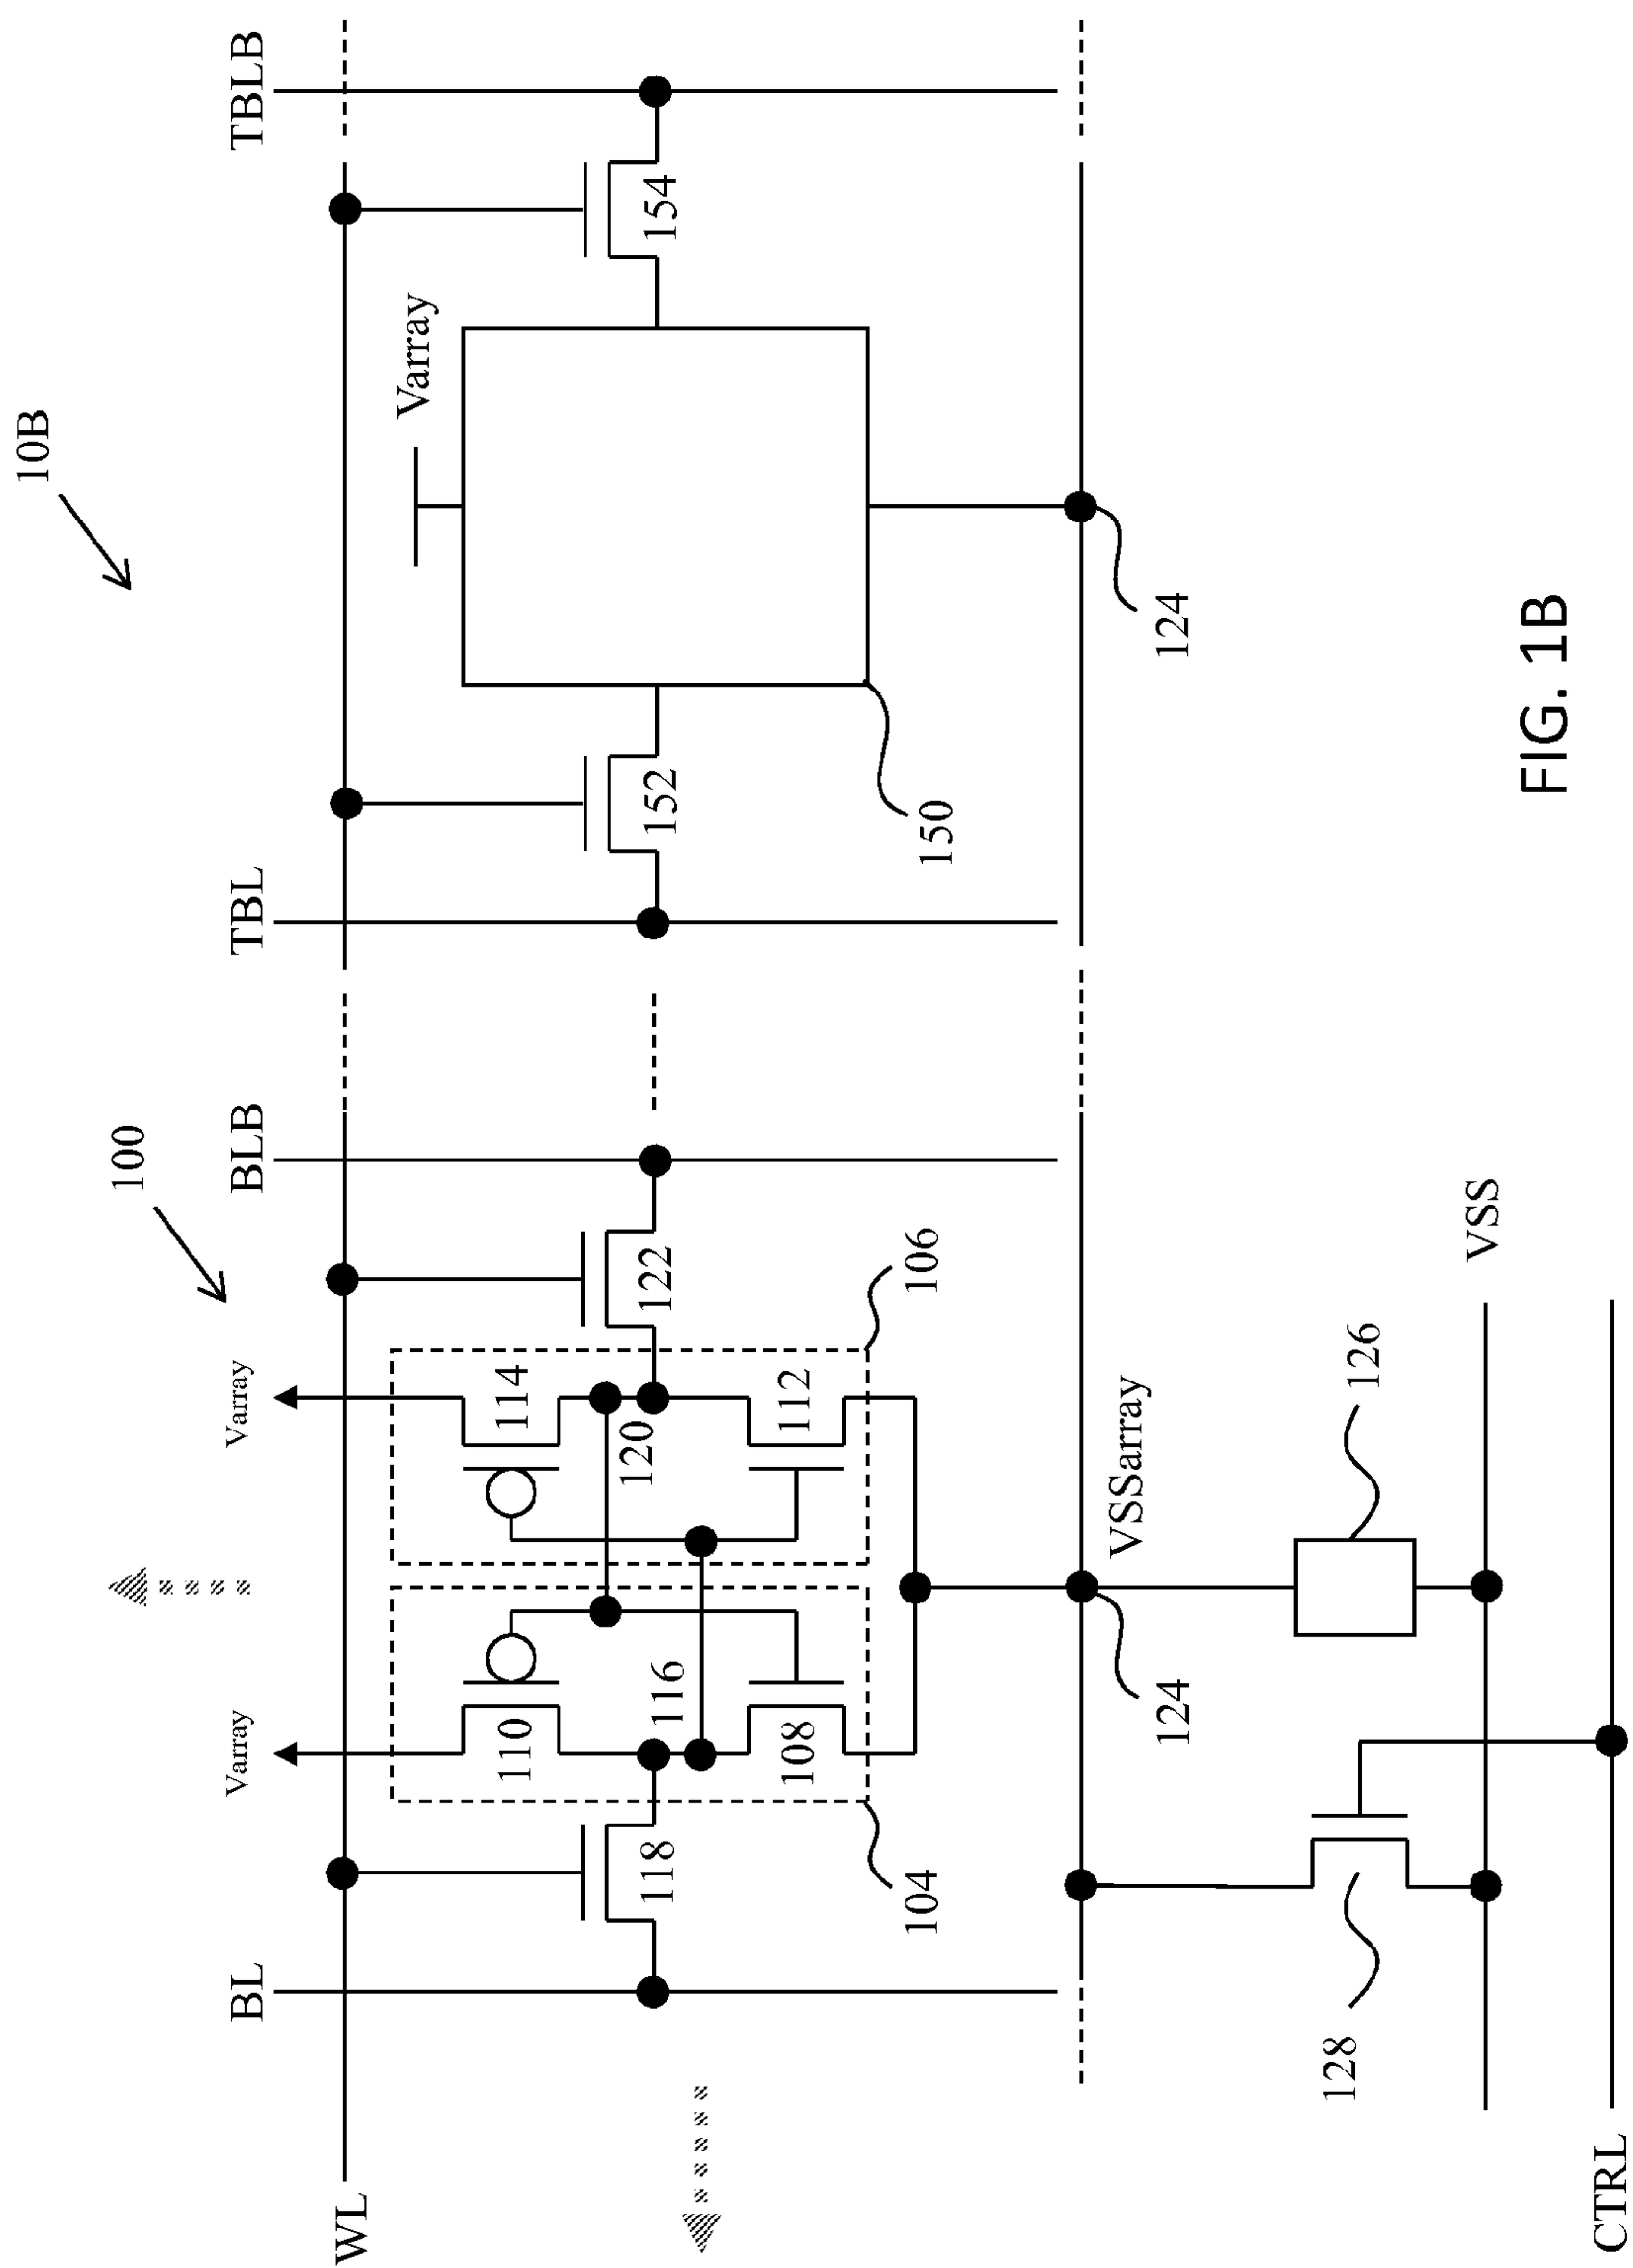 10B
100
BL
BLB
TBL
TBLB
WL
Varray
Varray
Varray
110
114
118
116
120
122
152
154
108
112
104
106
150
VSSarray
124
124
128
126
VSS
CTRL
FIG. 1B